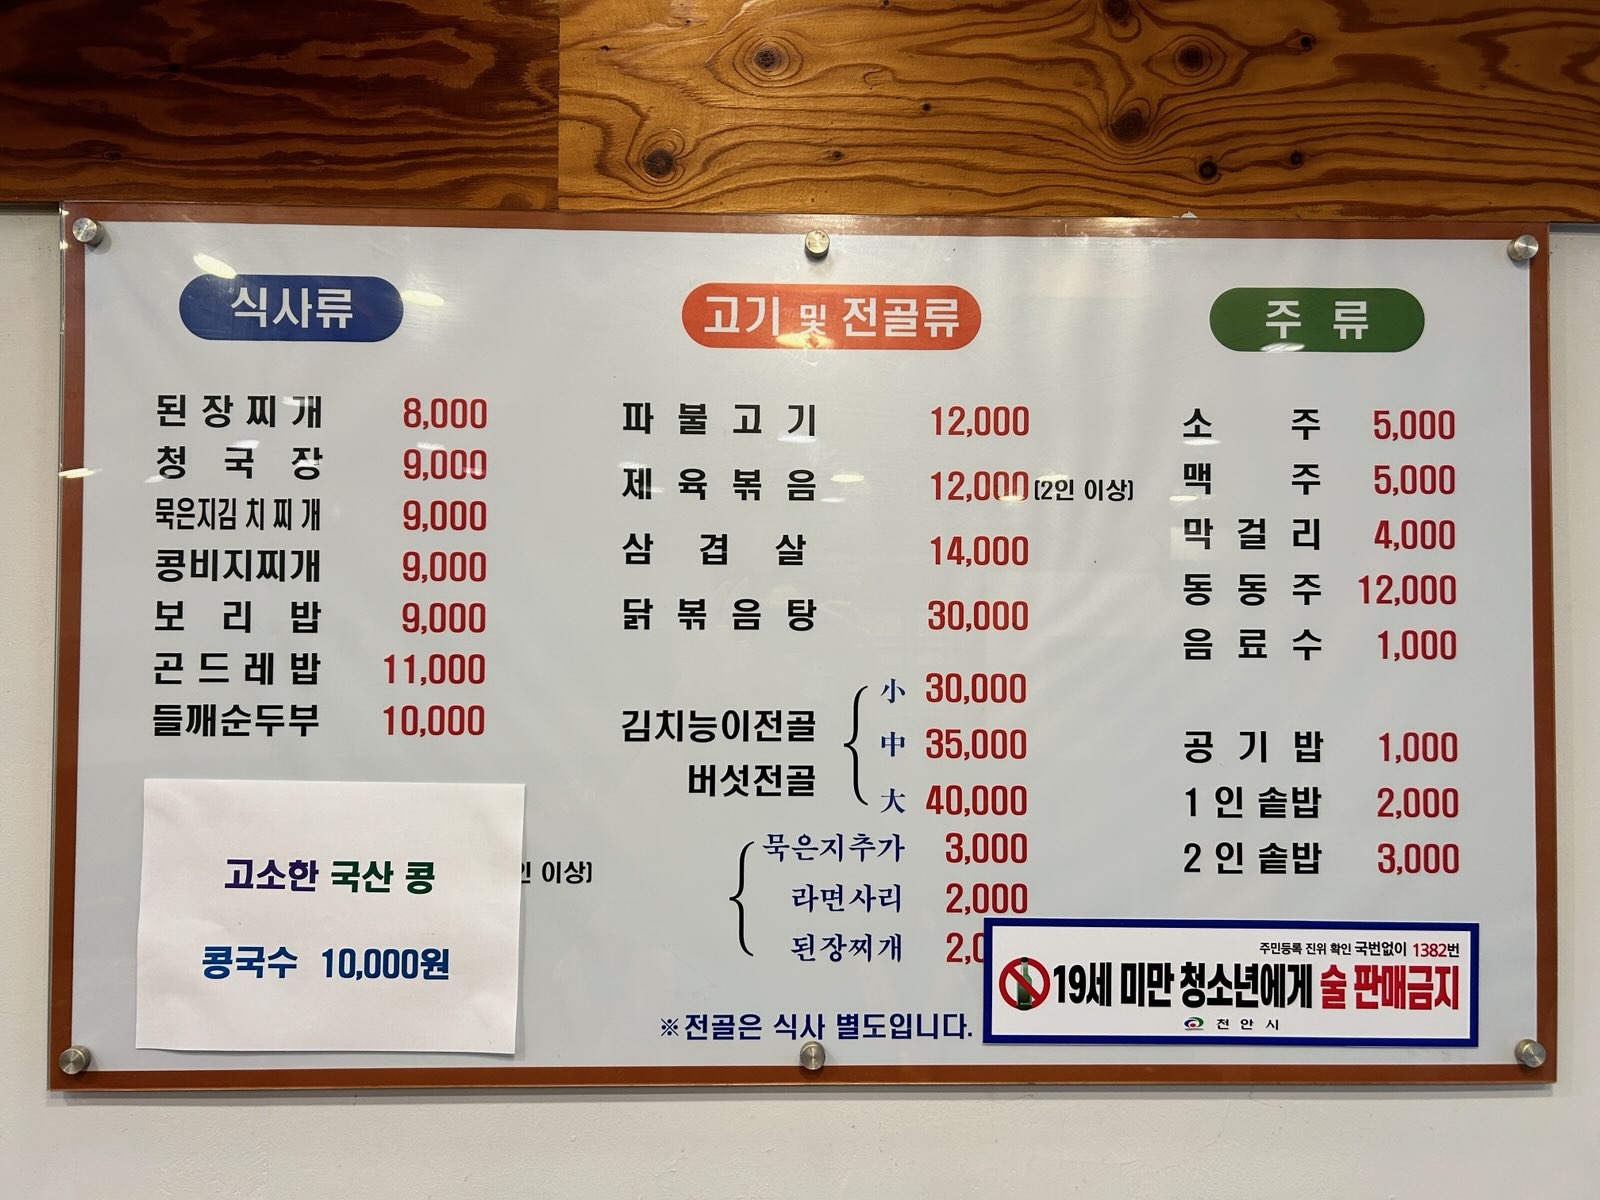 식사류
된장찌개 8,000
청국장 9,000
묵은지김치찌개 9,000
콩비지찌개 9,000
보리밥 9,000
곤드레밥 11,000
들깨순두부 10,000
고소한 국산 콩
콩국수 10,000원
이상)
고기 및 전골류
파불고기 12,000
제육볶음 12,000 (2인 이상)
삼겹살 14,000
닭볶음탕 30,000
김치능이전골
버섯전골
小 30,000
中 35,000
大 40,000
묵은지추가 3,000
라면사리 2,000
된장찌개
※전골은 식사 별도입니다.
주류
소주 5,000
맥주 5,000
막걸리 4,000
동동주 12,000
음료수 1,000
공기밥 1,000
1인솥밥 2,000
2인솥밥 3,000
주민등록 진위 확인 국번없이 1382번
19세 미만 청소년에게 술 판매금지
천안시